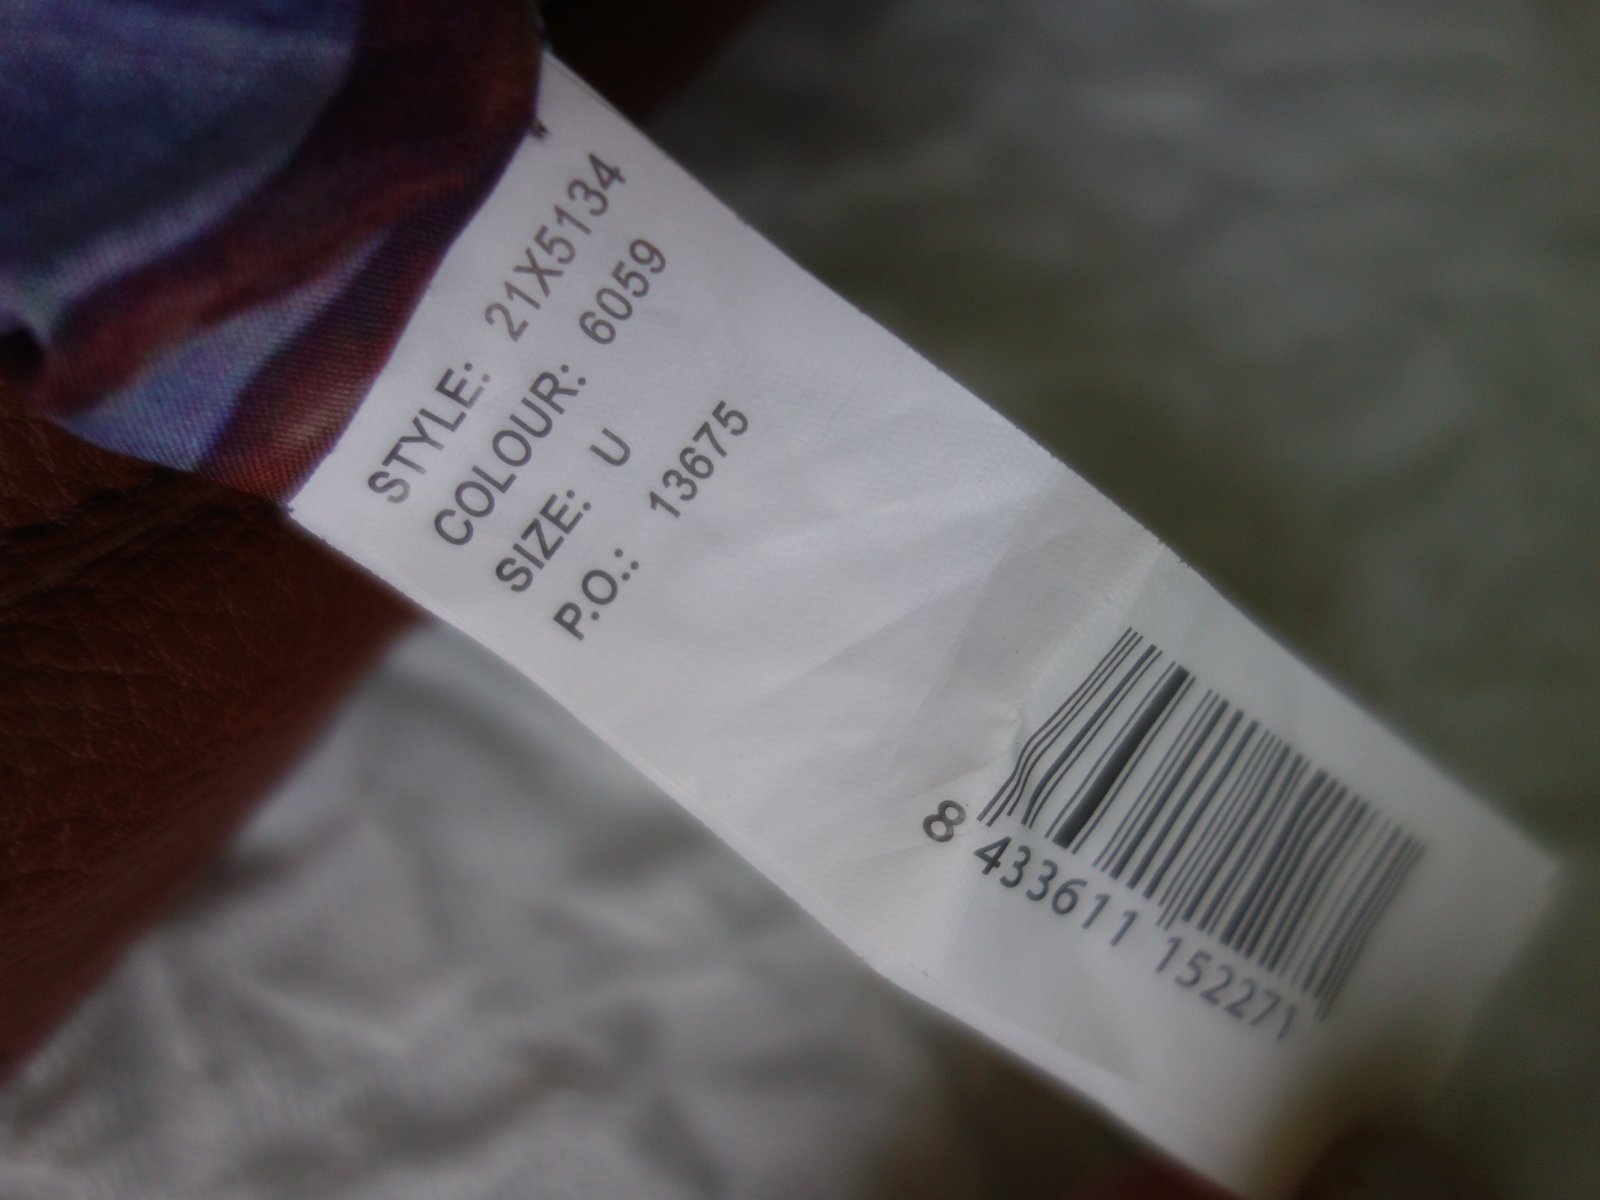 STYLE: 21X5134
COLOUR: 6059
SIZE: U
P.O.: 13675
8 433611 152271